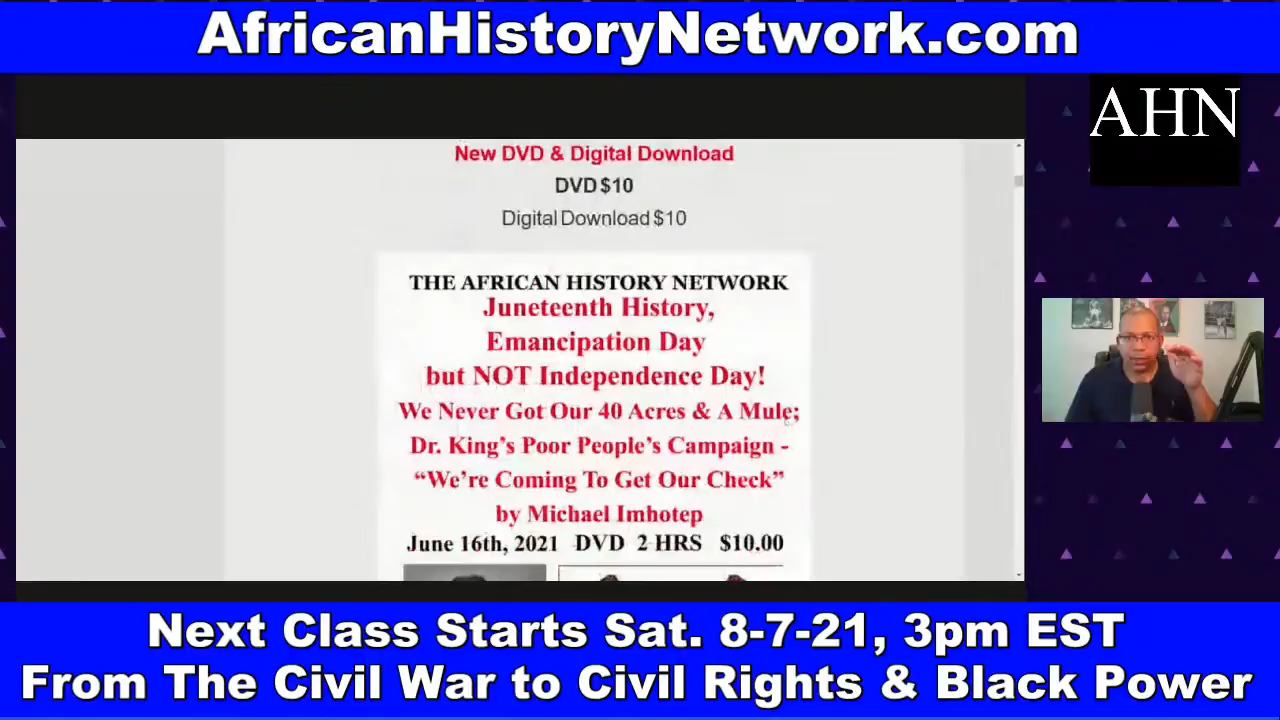 AfricanHistoryNetwork.com
AHN
New DVD & Digital Download
DVD $10
Digital Download $10
THE AFRICAN HISTORY NETWORK
Juneteenth History,
Emancipation Day
but NOT Independence Day!
We Never Got Our 40 Acres & A Mule;
Dr. King's Poor People's Campaign -
“We're Coming To Get Our Check”
by Michael Imhotep
June 16th, 2021 DVD 2 HRS $10.00
Next Class Starts Sat. 8-7-21, 3pm EST
From The Civil War to Civil Rights & Black Power